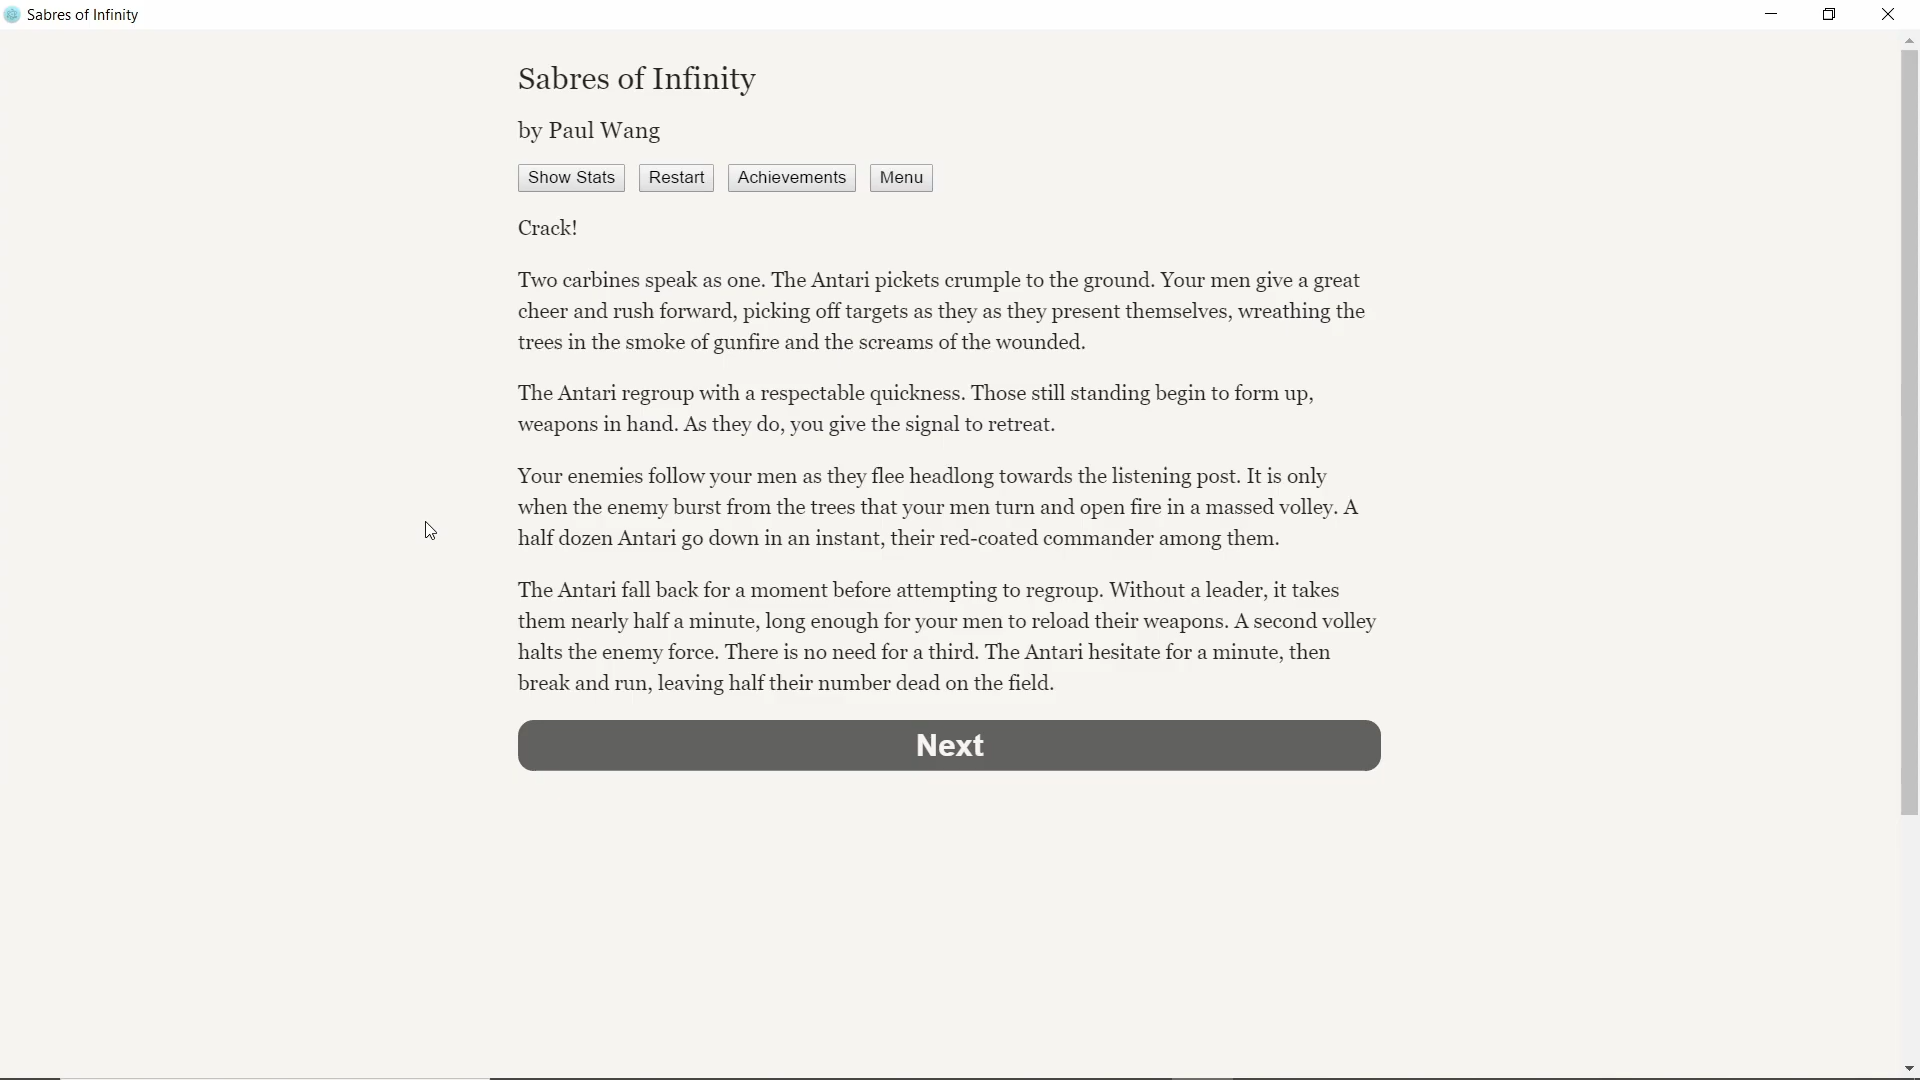 Sabres of Infinity
Sabres of Infinity
by Paul Wang
Show Stats Restart Achievements Menu
Crack!
Two carbines speak as one. The Antari pickets crumple to the ground. Your men give a great
cheer and rush forward, picking off targets as they as they present themselves, wreathing the
trees in the smoke of gunfire and the screams of the wounded.
The Antari regroup with a respectable quickness. Those still standing begin to form up,
weapons in hand. As they do, you give the signal to retreat.
Your enemies follow your men as they flee headlong towards the listening post. It is only
when the enemy burst from the trees that your men turn and open fire in a massed volley. A
half dozen Antari go down in an instant, their red-coated commander among them.
The Antari fall back for a moment before attempting to regroup. Without a leader, it takes
them nearly half a minute, long enough for your men to reload their weapons. A second volley
halts the enemy force. There is no need for a third. The Antari hesitate for a minute, then
break and run, leaving half their number dead on the field.
Next